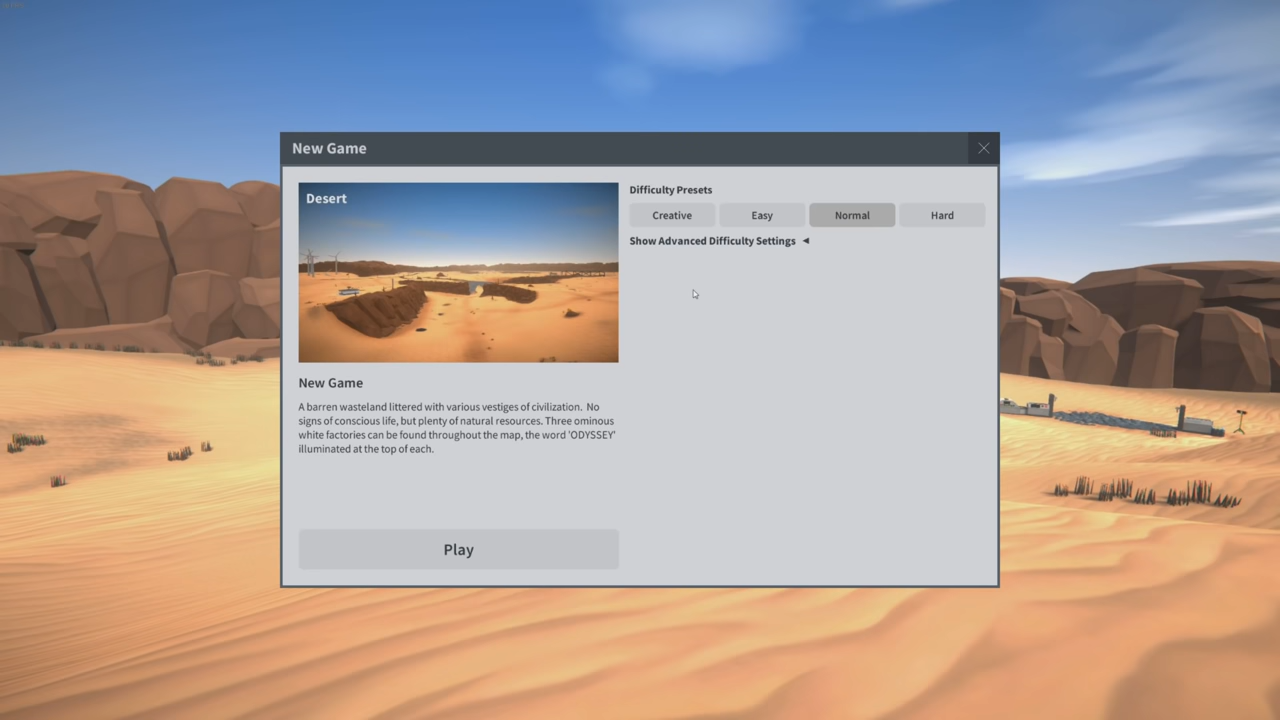 New Game
Desert
Difficulty Presets
Creative
Easy
Normal
Hard
Show Advanced Difficulty Settings
New Game
A barren wasteland littered with various vestiges of civilization. No
signs of conscious life, but plenty of natural resources. Three ominous
white factories can be found throughout the map, the word 'ODYSSEY'
illuminated at the top of each.
Play